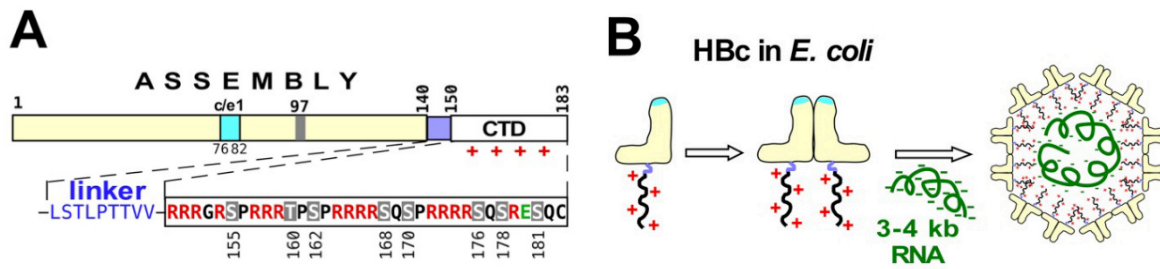 A
B
ASSEMBLY
HBc in E. coli
1
c/e1
97
140
150
183
CTD
76 82
+ + + +
linker
–LSTLPTTVV–
RRRGRSPRRRTPSPRRRRSQSPRRRRSQSRESQC
155
160
162
168
170
176
178
181
3-4 kb
RNA